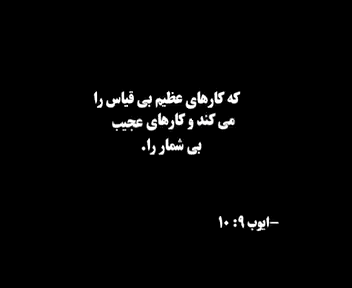 که کارهای عظیم بی قیاس را
می کند و کارهای عجیب
بی شمار را.
–ایوب ۹: ۱۰